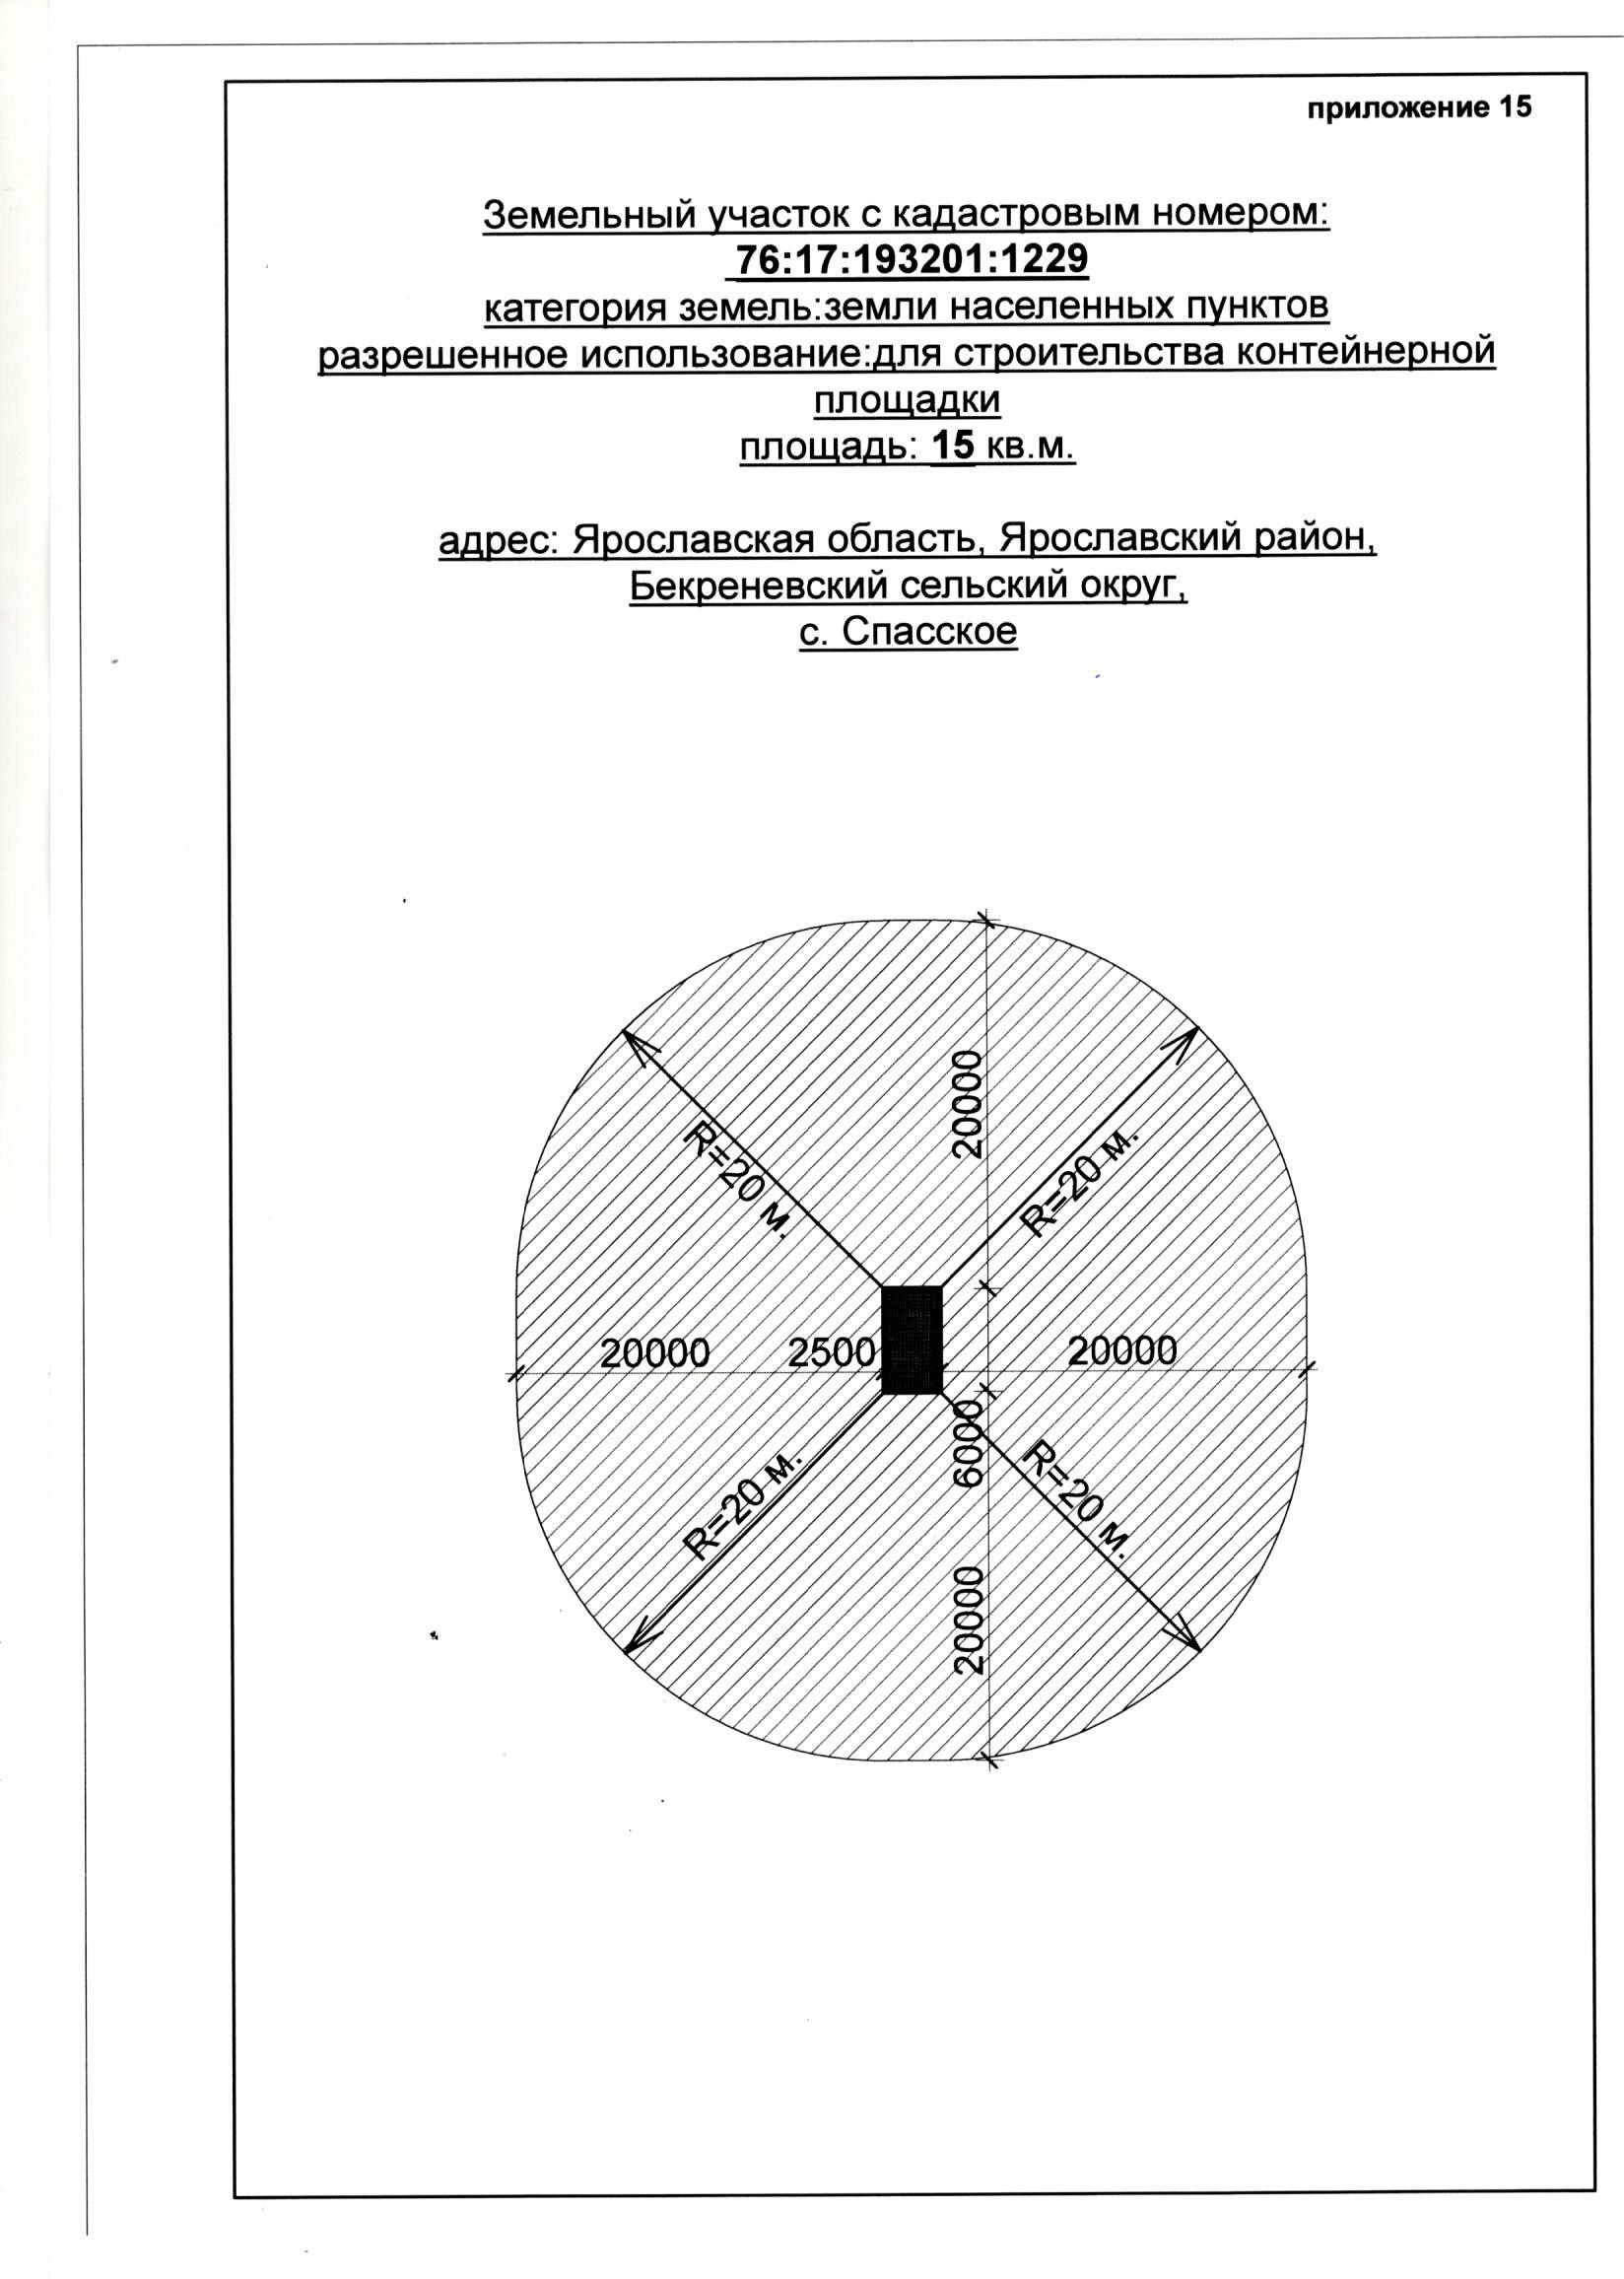 приложение 15
Земельный участок с кадастровым номером:
76:17:193201:1229
категория земель:земли населенных пунктов
разрешенное использование:для строительства контейнерной
площадки
площадь: 15 кв.м.
адрес: Ярославская область, Ярославский район,
Бекреневский сельский округ,
с. Спасское
20000
R=20 м.
R=20 м.
20000
2500
20000
6000
R=20 м.
R=20 м.
20000